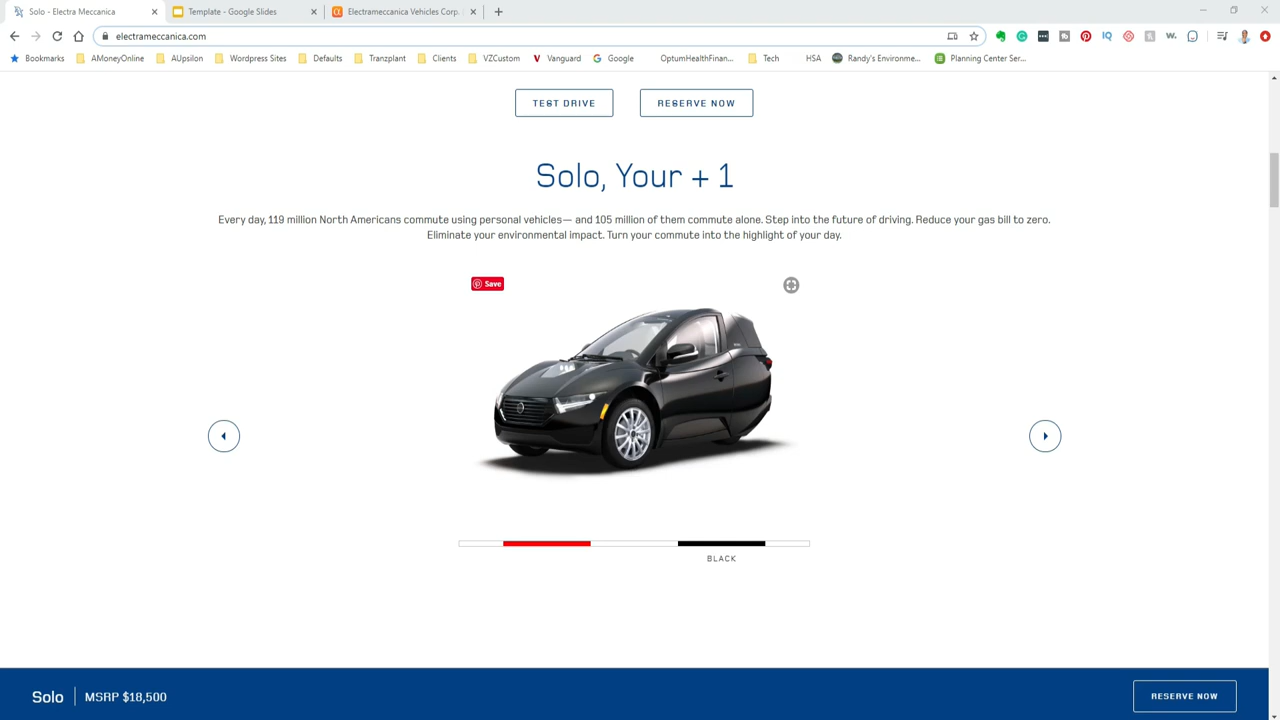 Solo - Electra Meccanica
Template - Google Slides
Electrameccanica Vehicles Corp.
electrameccanica.com
Bookmarks
AMoneyOnline
AUpsilon
Wordpress Sites
Defaults
Tranzplant
Clients
VZCustom
Vanguard
Google
OptumHealthFinan...
Tech
HSA
Randy's Environme...
Planning Center Ser...
TEST DRIVE
RESERVE NOW
Solo, Your + 1
Every day, 119 million North Americans commute using personal vehicles— and 105 million of them commute alone. Step into the future of driving. Reduce your gas bill to zero.
Eliminate your environmental impact. Turn your commute into the highlight of your day.
Save
BLACK
Solo
MSRP $18,500
RESERVE NOW